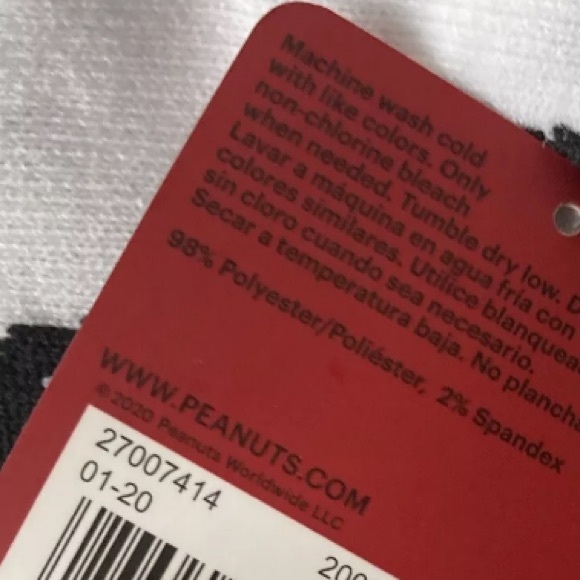 Machine wash cold
with like colors. Only
non-chlorine bleach
when needed. Tumble dry low.
Lavar a máquina en agua fría con
colores similares. Utilice
sin cloro cuando sea necesario.
Secar a temperatura baja. No
98% Polyester/Poliéster, 2% Spandex
WWW.PEANUTS.COM
© 2020 Peanuts Worldwide LLC
27007414
01-20
200